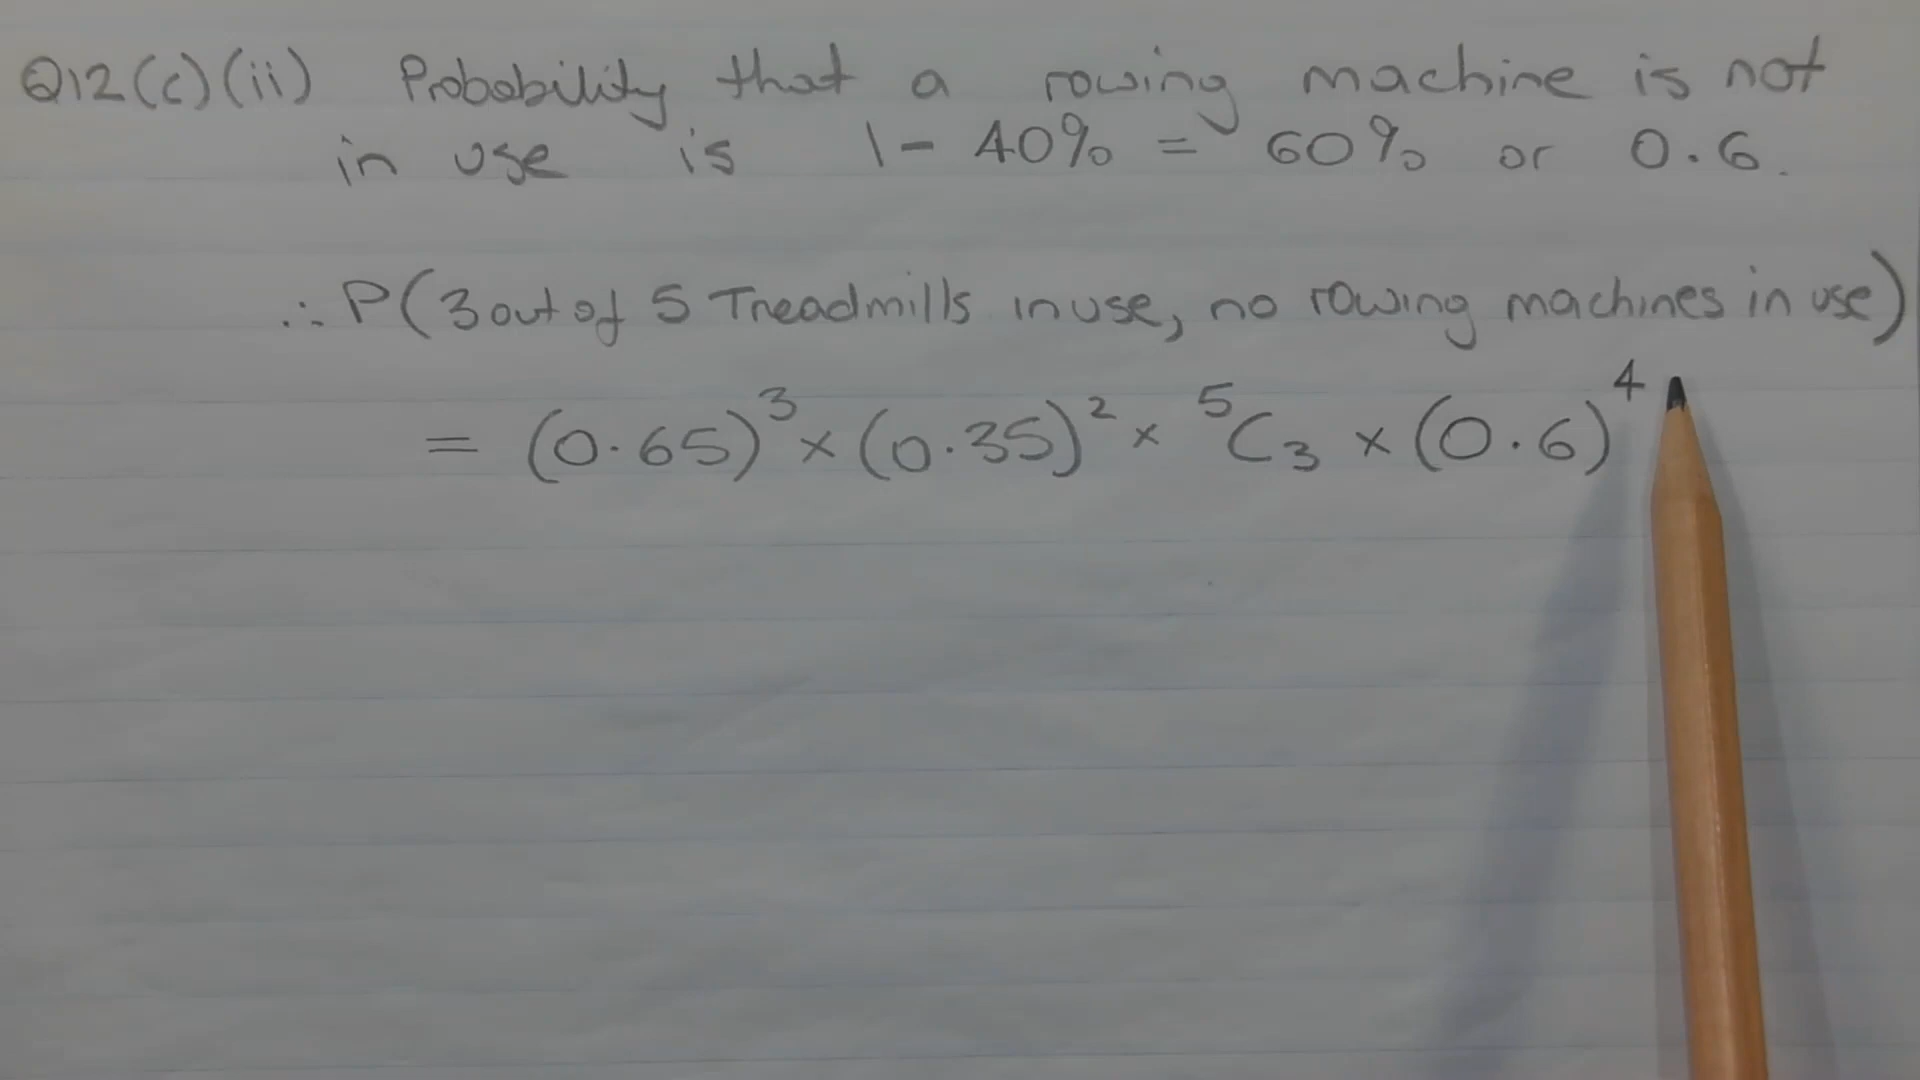 Q12(c)(ii) Probability that a rowing machine is not
in use is 1 - 40% = 60% or 0.6.
∴ P(3 out of 5 Treadmills in use, no rowing machines in use)
= (0.65)³ × (0.35)² × ⁵C₃ × (0.6)⁴